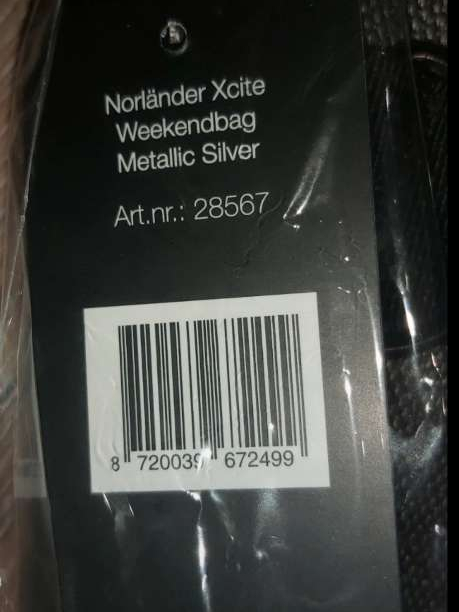 Norländer Xcite
Weekendbag
Metallic Silver
Art.nr.: 28567
8 720039 672499